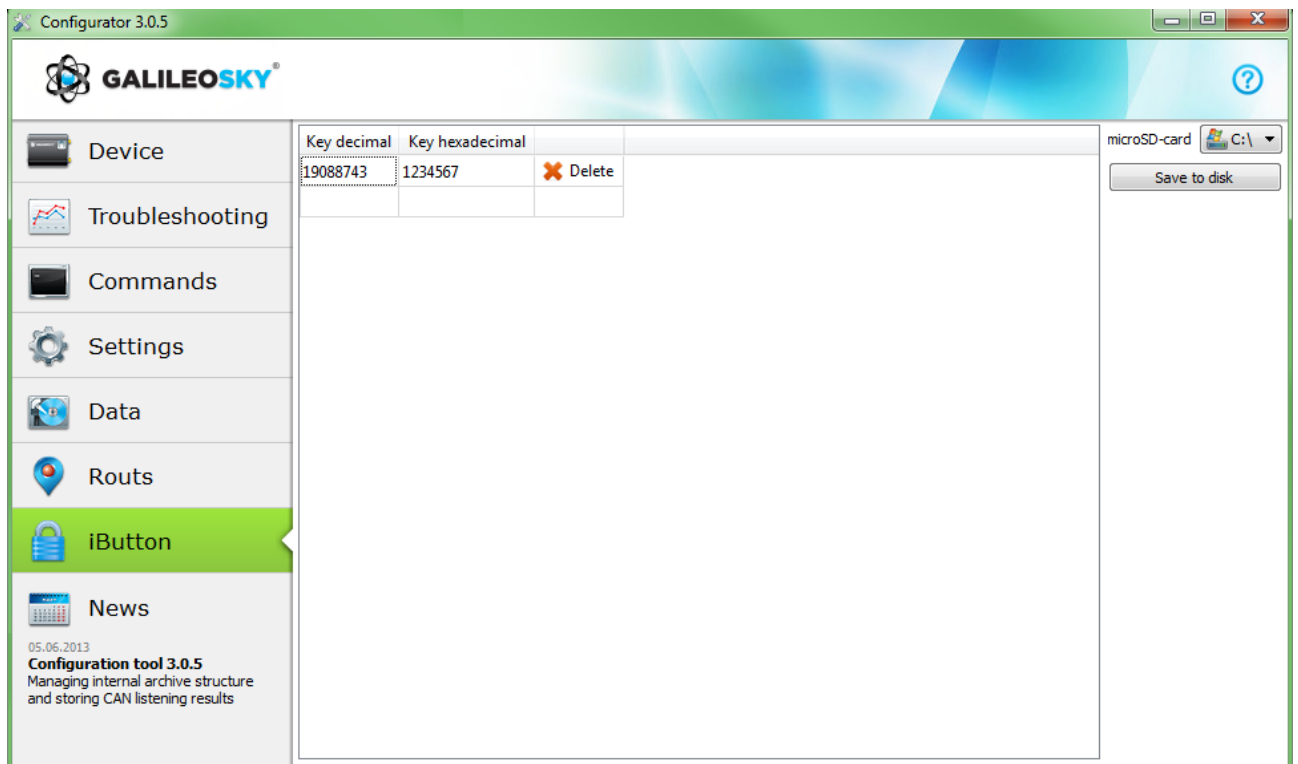 Configurator 3.0.5
GALILEOSKY®
Device
Troubleshooting
Commands
Settings
Data
Routs
iButton
News
05.06.2013
Configuration tool 3.0.5
Managing internal archive structure
and storing CAN listening results
Key decimal Key hexadecimal
19088743 1234567 Delete
microSD-card C:\
Save to disk